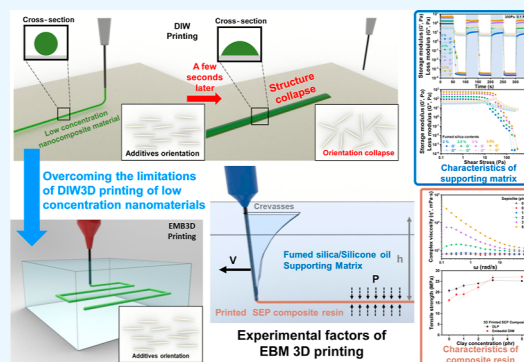 Cross-section
DIW
Printing
Cross-section
A few
seconds
later
Structure
collapse
Low concentration
nanocomposite material
Additives orientation
Orientation collapse
Storage modulus (G', Pa)
Loss modulus (G", Pa)
Time (s)
Storage modulus (G', Pa)
Loss modulus (G", Pa)
Fumed silica contents
Shear Stress (Pa)
Characteristics of
supporting matrix
Overcoming the limitations
of DIW3D printing of low
concentration nanomaterials
EMB3D
Printing
Additives orientation
Crevasses
V
Fumed silica/Silicone oil
Supporting Matrix
h
P
Printed SEP composite resin
Experimental factors of
EBM 3D printing
Complex viscosity (η*, mPa*s)
ω (rad/s)
Tensile strength (MPa)
3D Printed SEP Composite
DLP
Embedded DIW
Clay concentration (phr)
Characteristics of
composite resin